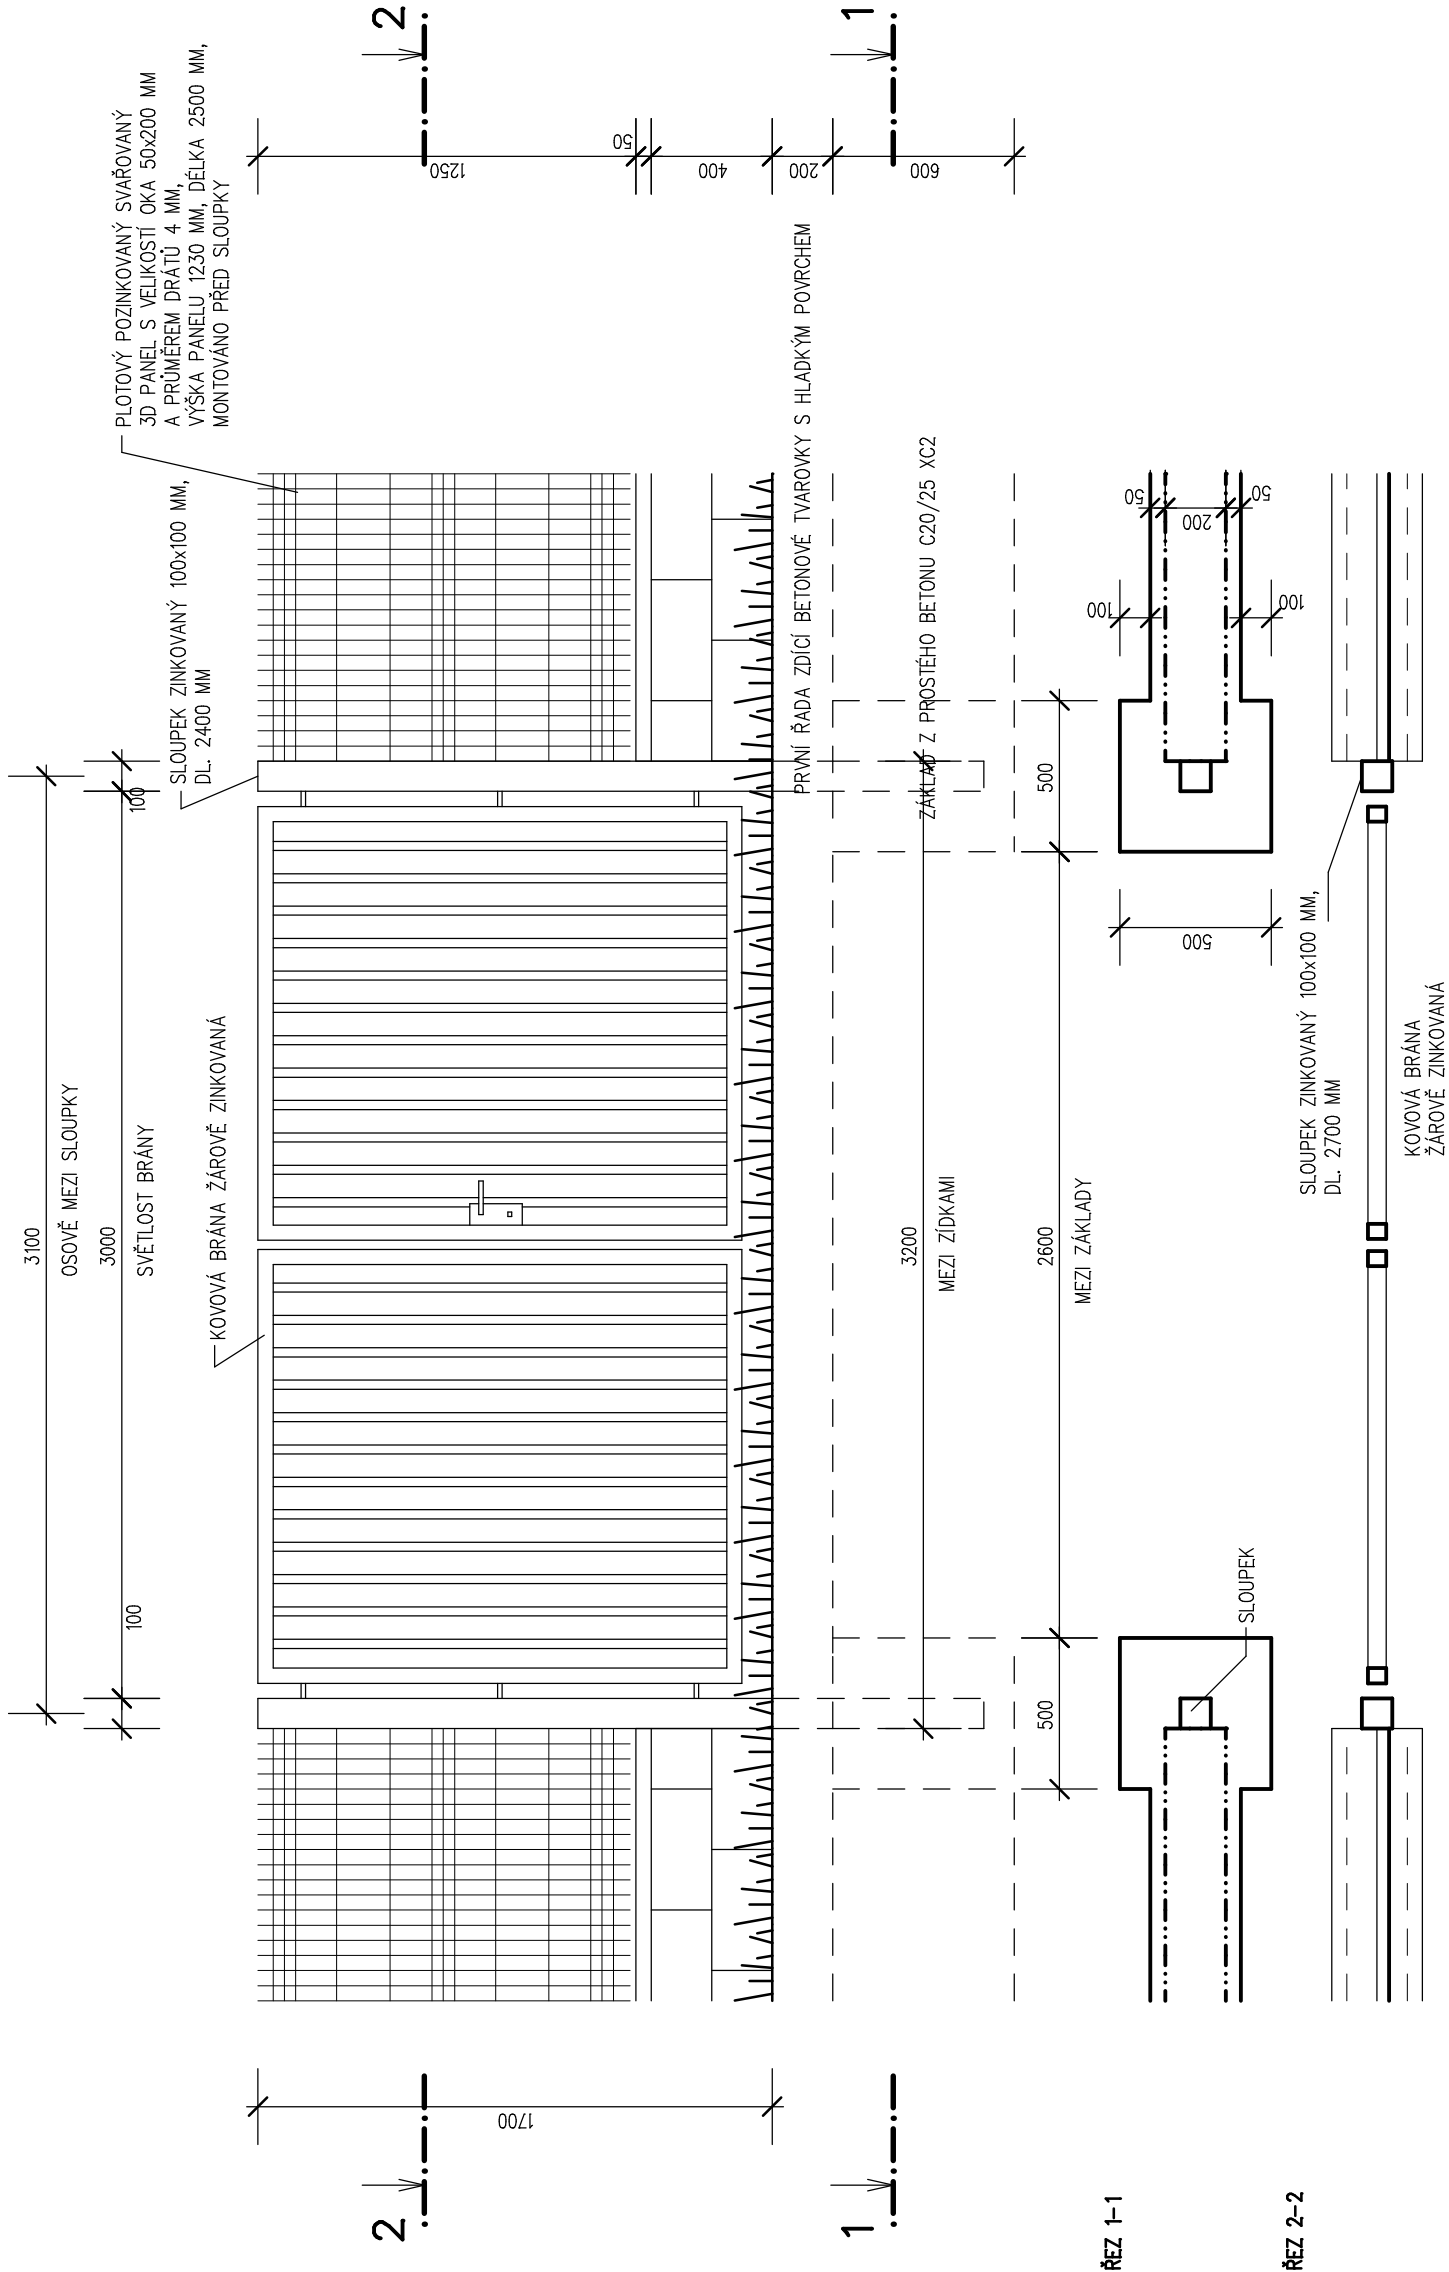 3100
OSOVĚ MEZI SLOUPKY
100
3000
100
SVĚTLOST BRÁNY
PLOTOVÝ POZINKOVANÝ SVAŘOVANÝ
3D PANEL S VELIKOSTÍ OKA 50x200 MM
A PRŮMĚREM DRÁTŮ 4 MM,
VÝŠKA PANELU 1230 MM, DÉLKA 2500 MM,
MONTOVÁNO PŘED SLOUPKY
SLOUPEK ZINKOVANÝ 100x100 MM,
DL. 2400 MM
KOVOVÁ BRÁNA ŽÁROVĚ ZINKOVANÁ
2
2
1700
1250
50
400
200
600
1
1
PRVNÍ ŘADA ZDÍCÍ BETONOVÉ TVAROVKY S HLADKÝM POVRCHEM
ZÁKLAD Z PROSTÉHO BETONU C20/25 XC2
3200
MEZI ZÍDKAMI
500
2600
500
MEZI ZÁKLADY
ŘEZ 1-1
SLOUPEK
500
100
100
50
200
50
ŘEZ 2-2
SLOUPEK ZINKOVANÝ 100x100 MM,
DL. 2700 MM
KOVOVÁ BRÁNA
ŽÁROVĚ ZINKOVANÁ